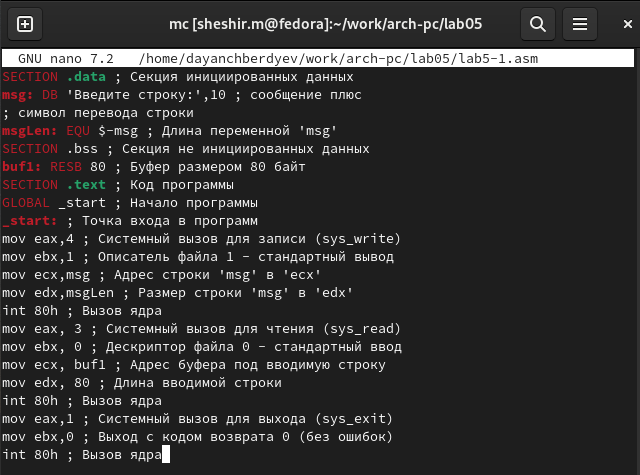 mc [sheshir.m@fedora]:~/work/arch-pc/lab05
GNU nano 7.2 /home/dayanchberdyev/work/arch-pc/lab05/lab5-1.asm
SECTION .data ; Секция инициированных данных
msg: DB 'Введите строку:',10 ; сообщение плюс
; символ перевода строки
msgLen: EQU $-msg ; Длина переменной 'msg'
SECTION .bss ; Секция не инициированных данных
buf1: RESB 80 ; Буфер размером 80 байт
SECTION .text ; Код программы
GLOBAL _start ; Начало программы
_start: ; Точка входа в программ
mov eax,4 ; Системный вызов для записи (sys_write)
mov ebx,1 ; Описатель файла 1 - стандартный вывод
mov ecx,msg ; Адрес строки 'msg' в 'ecx'
mov edx,msgLen ; Размер строки 'msg' в 'edx'
int 80h ; Вызов ядра
mov eax, 3 ; Системный вызов для чтения (sys_read)
mov ebx, 0 ; Дескриптор файла 0 - стандартный ввод
mov ecx, buf1 ; Адрес буфера под вводимую строку
mov edx, 80 ; Длина вводимой строки
int 80h ; Вызов ядра
mov eax,1 ; Системный вызов для выхода (sys_exit)
mov ebx,0 ; Выход с кодом возврата 0 (без ошибок)
int 80h ; Вызов ядра